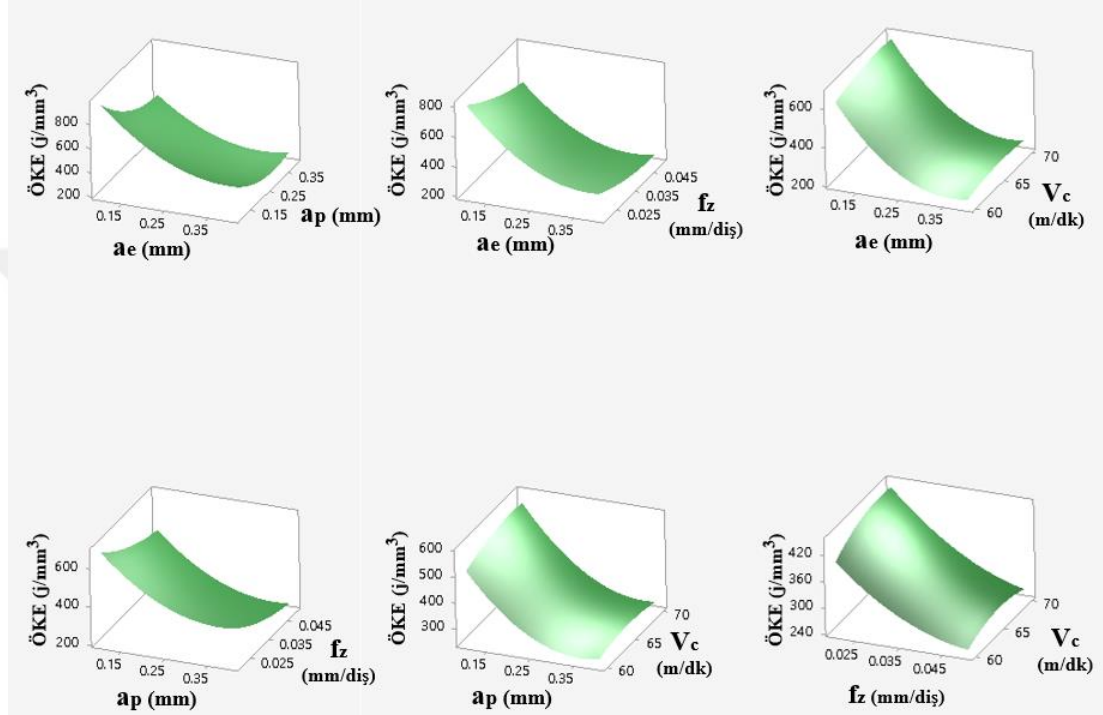 ÖKE (j/mm³)
800
600
400
200
0.15
0.25
0.35
ae (mm)
0.15
0.25
0.35
ap (mm)
ÖKE (j/mm³)
800
600
400
200
0.15
0.25
0.35
ae (mm)
0.025
0.035
0.045
fz
(mm/diş)
ÖKE (j/mm³)
600
400
200
0.15
0.25
0.35
ae (mm)
60
65
70
Vc
(m/dk)
ÖKE (j/mm³)
600
400
200
0.15
0.25
0.35
ap (mm)
0.025
0.035
0.045
fz
(mm/diş)
ÖKE (j/mm³)
600
500
400
300
0.15
0.25
0.35
ap (mm)
60
65
70
Vc
(m/dk)
ÖKE (j/mm³)
420
360
300
240
0.025
0.035
0.045
fz (mm/diş)
60
65
70
Vc
(m/dk)